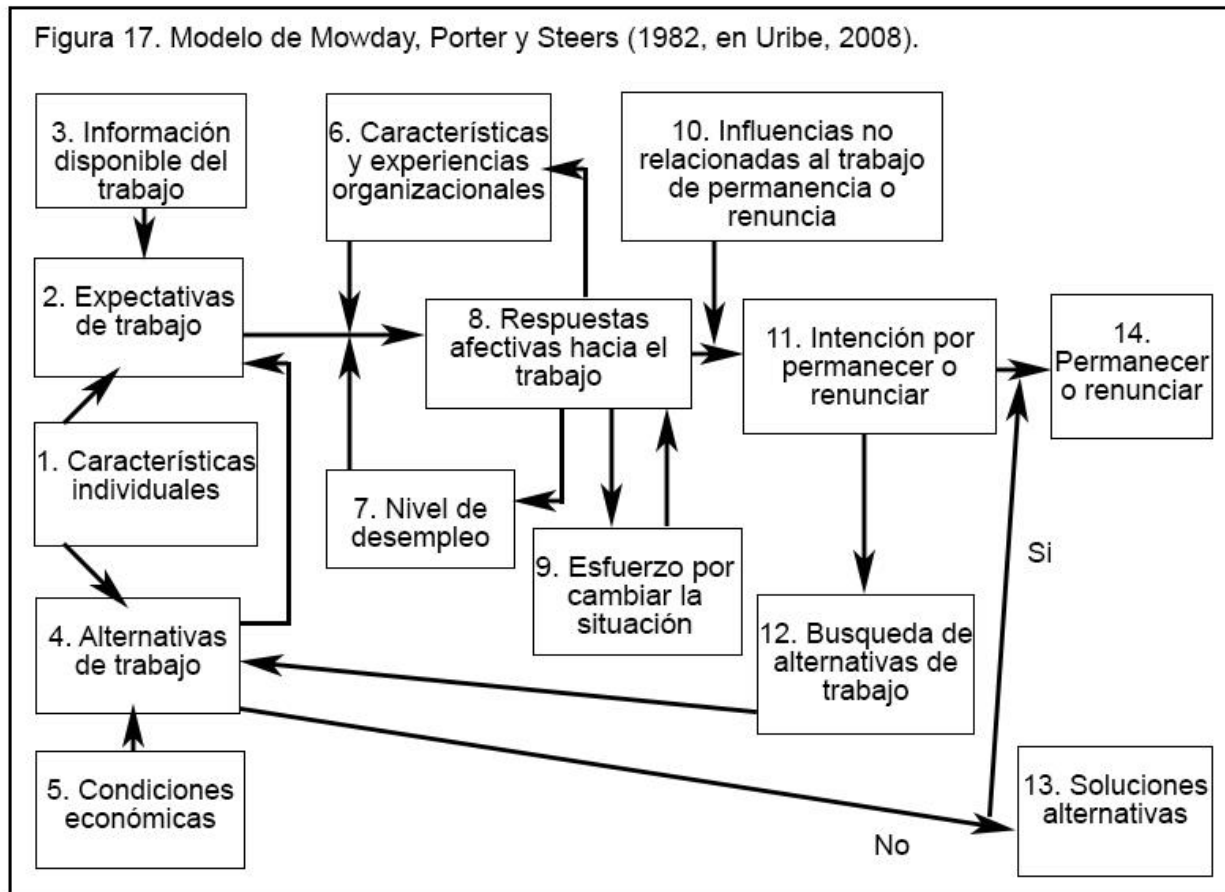 Figura 17. Modelo de Mowday, Porter y Steers (1982, en Uribe, 2008).
3. Información
disponible del
trabajo
6. Características
y experiencias
organizacionales
10. Influencias no
relacionadas al trabajo
de permanencia o
renuncia
2. Expectativas
de trabajo
8. Respuestas
afectivas hacia el
trabajo
11. Intención por
permanecer o
renunciar
14.
Permanecer
o renunciar
1. Características
individuales
7. Nivel de
desempleo
9. Esfuerzo por
cambiar la
situación
Si
4. Alternativas
de trabajo
12. Busqueda de
alternativas de
trabajo
5. Condiciones
económicas
No
13. Soluciones
alternativas